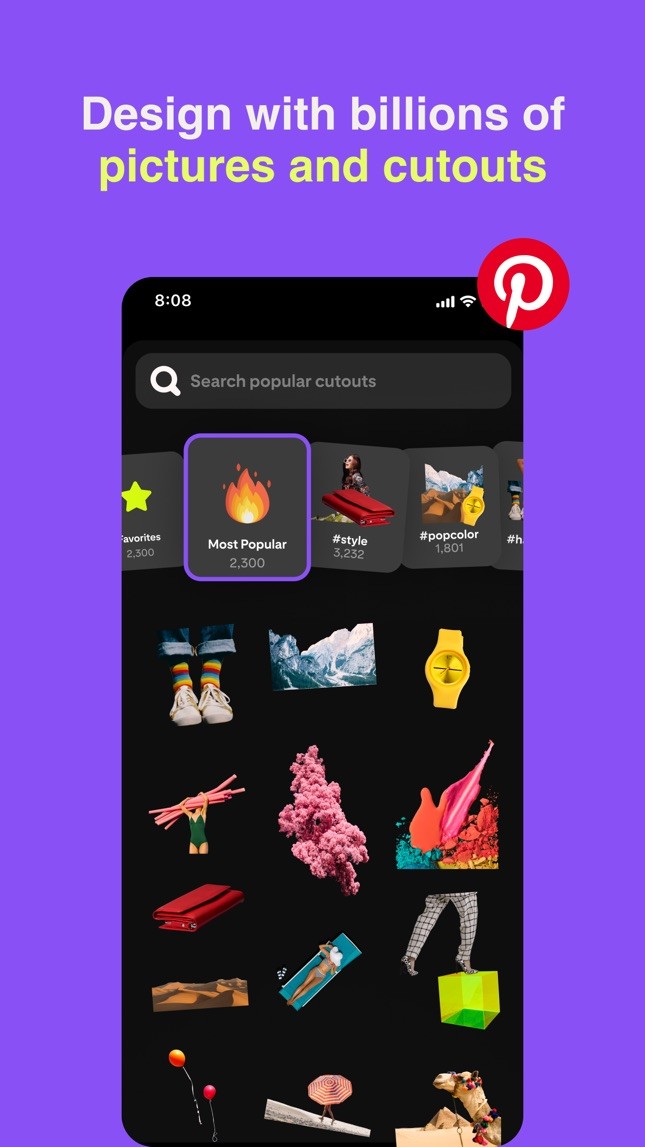 Design with billions of
pictures and cutouts
8:08
Search popular cutouts
Favorites
2,300
Most Popular
2,300
#style
3,232
#popcolor
1,801